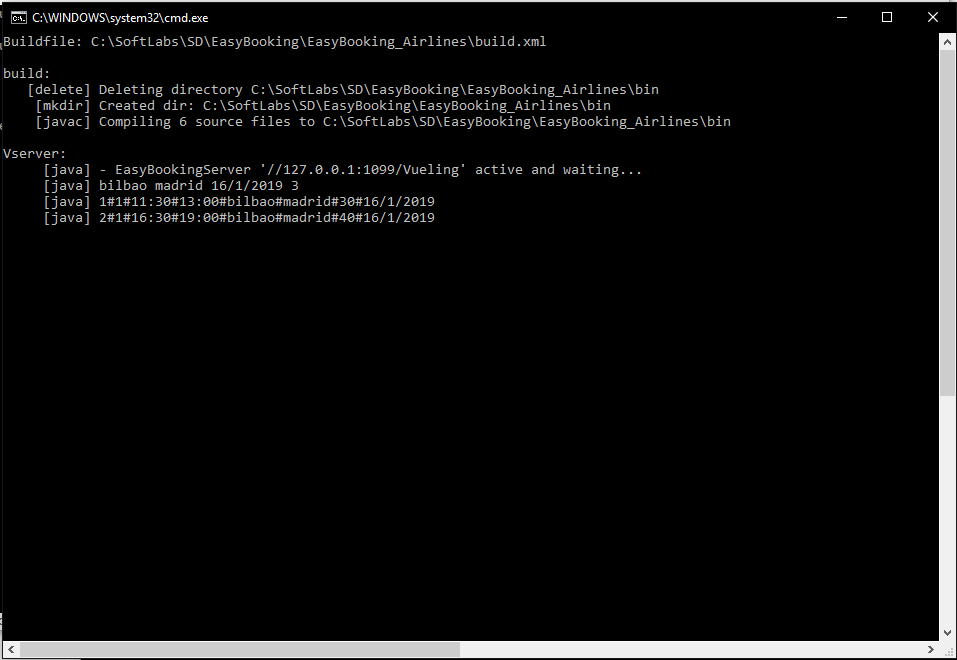 C:\WINDOWS\system32\cmd.exe
Buildfile: C:\SoftLabs\SD\EasyBooking\EasyBooking_Airlines\build.xml
build:
[delete] Deleting directory C:\SoftLabs\SD\EasyBooking\EasyBooking_Airlines\bin
[mkdir] Created dir: C:\SoftLabs\SD\EasyBooking\EasyBooking_Airlines\bin
[javac] Compiling 6 source files to C:\SoftLabs\SD\EasyBooking\EasyBooking_Airlines\bin
Vserver:
[java] - EasyBookingServer '//127.0.0.1:1099/Vueling' active and waiting...
[java] bilbao madrid 16/1/2019 3
[java] 1#1#11:30#13:00#bilbao#madrid#30#16/1/2019
[java] 2#1#16:30#19:00#bilbao#madrid#40#16/1/2019